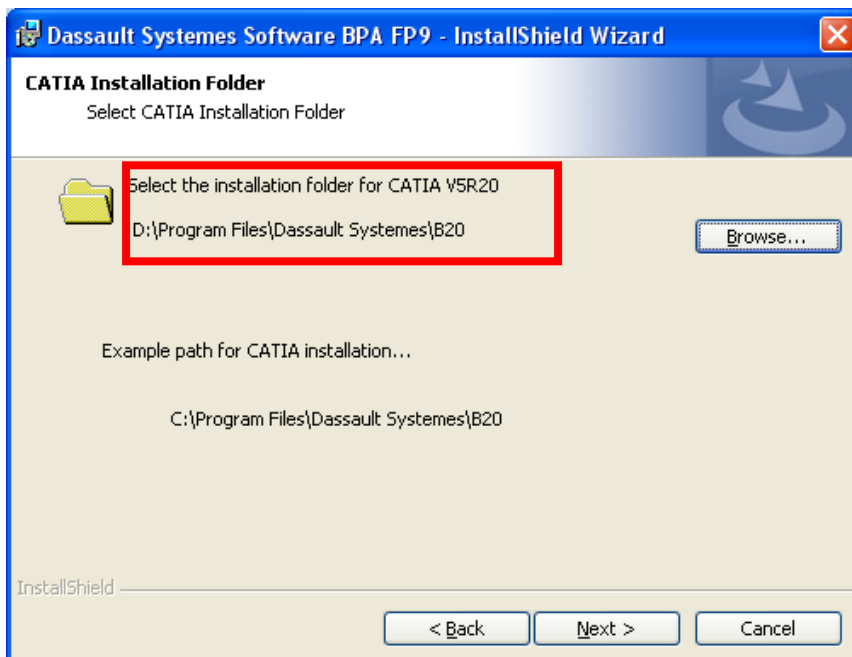 Dassault Systemes Software BPA FP9 - InstallShield Wizard
CATIA Installation Folder
Select CATIA Installation Folder
Select the installation folder for CATIA V5R20
D:\Program Files\Dassault Systemes\B20
Browse...
Example path for CATIA installation...
C:\Program Files\Dassault Systemes\B20
InstallShield
< Back
Next >
Cancel